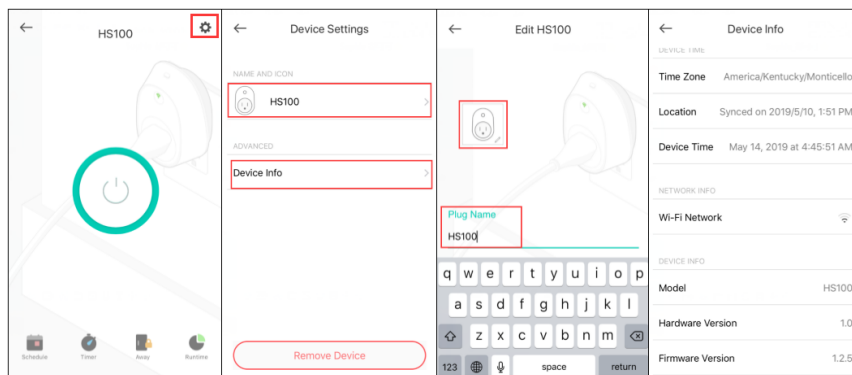 HS100
Schedule
Timer
Away
Runtime
Device Settings
NAME AND ICON
HS100
ADVANCED
Device Info
Remove Device
Edit HS100
Plug Name
HS100
q w e r t y u i o p
a s d f g h j k l
z x c v b n m
123 space return
Device Info
DEVICE TIME
Time Zone America/Kentucky/Monticello
Location Synced on 2019/5/10, 1:51 PM
Device Time May 14, 2019 at 4:45:51 AM
NETWORK INFO
Wi-Fi Network
DEVICE INFO
Model HS100
Hardware Version 1.0
Firmware Version 1.2.5